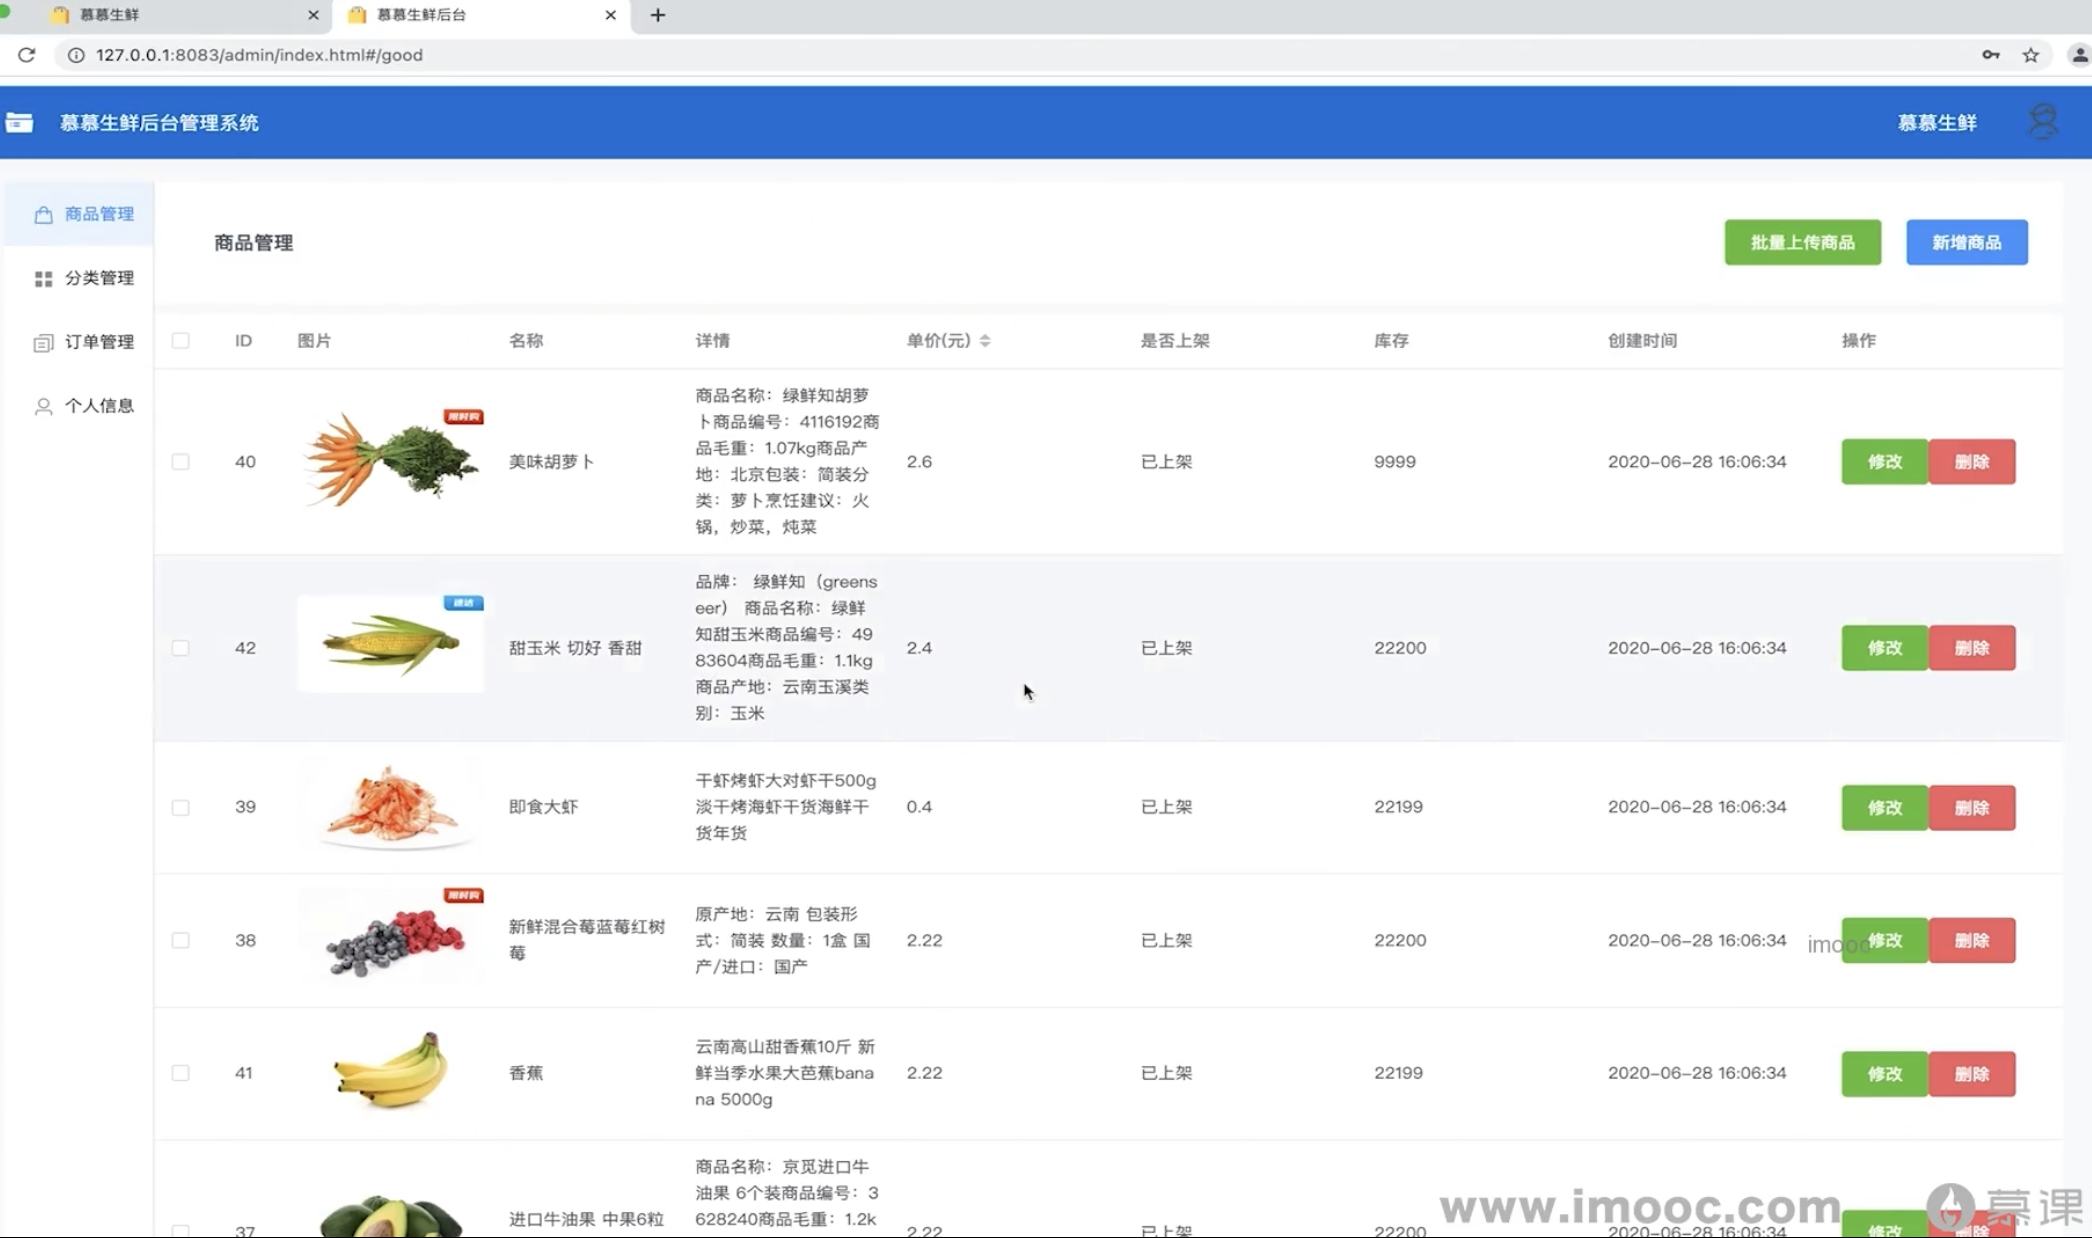 慕慕生鲜
慕慕生鲜后台
127.0.0.1:8083/admin/index.html#/good
慕慕生鲜后台管理系统
慕慕生鲜
商品管理
分类管理
订单管理
个人信息
商品管理
批量上传商品
新增商品
ID 图片 名称 详情 单价(元) 是否上架 库存 创建时间 操作
限时购
商品名称：绿鲜知胡萝
卜商品编号：4116192商
品毛重：1.07kg商品产
地：北京包装：简装分
类：萝卜烹饪建议：火
锅，炒菜，炖菜
40 美味胡萝卜 2.6 已上架 9999 2020-06-28 16:06:34 修改 删除
速达
品牌： 绿鲜知（greens
eer） 商品名称：绿鲜
知甜玉米商品编号：49
83604商品毛重：1.1kg
商品产地：云南玉溪类
别：玉米
42 甜玉米 切好 香甜 2.4 已上架 22200 2020-06-28 16:06:34 修改 删除
干虾烤虾大对虾干500g
淡干烤海虾干货海鲜干
货年货
39 即食大虾 0.4 已上架 22199 2020-06-28 16:06:34 修改 删除
限时购
新鲜混合莓蓝莓红树
莓
原产地：云南 包装形
式：简装 数量：1盒 国
产/进口：国产
38 2.22 已上架 22200 2020-06-28 16:06:34 修改 删除
imooc
云南高山甜香蕉10斤 新
鲜当季水果大芭蕉bana
na 5000g
41 香蕉 2.22 已上架 22199 2020-06-28 16:06:34 修改 删除
商品名称：京觅进口牛
油果 6个装商品编号：3
628240商品毛重：1.2k
37 进口牛油果 中果6粒 2.22 已上架 22200 2020-06-28 16:06:34 修改 删除
www.imooc.com 慕课